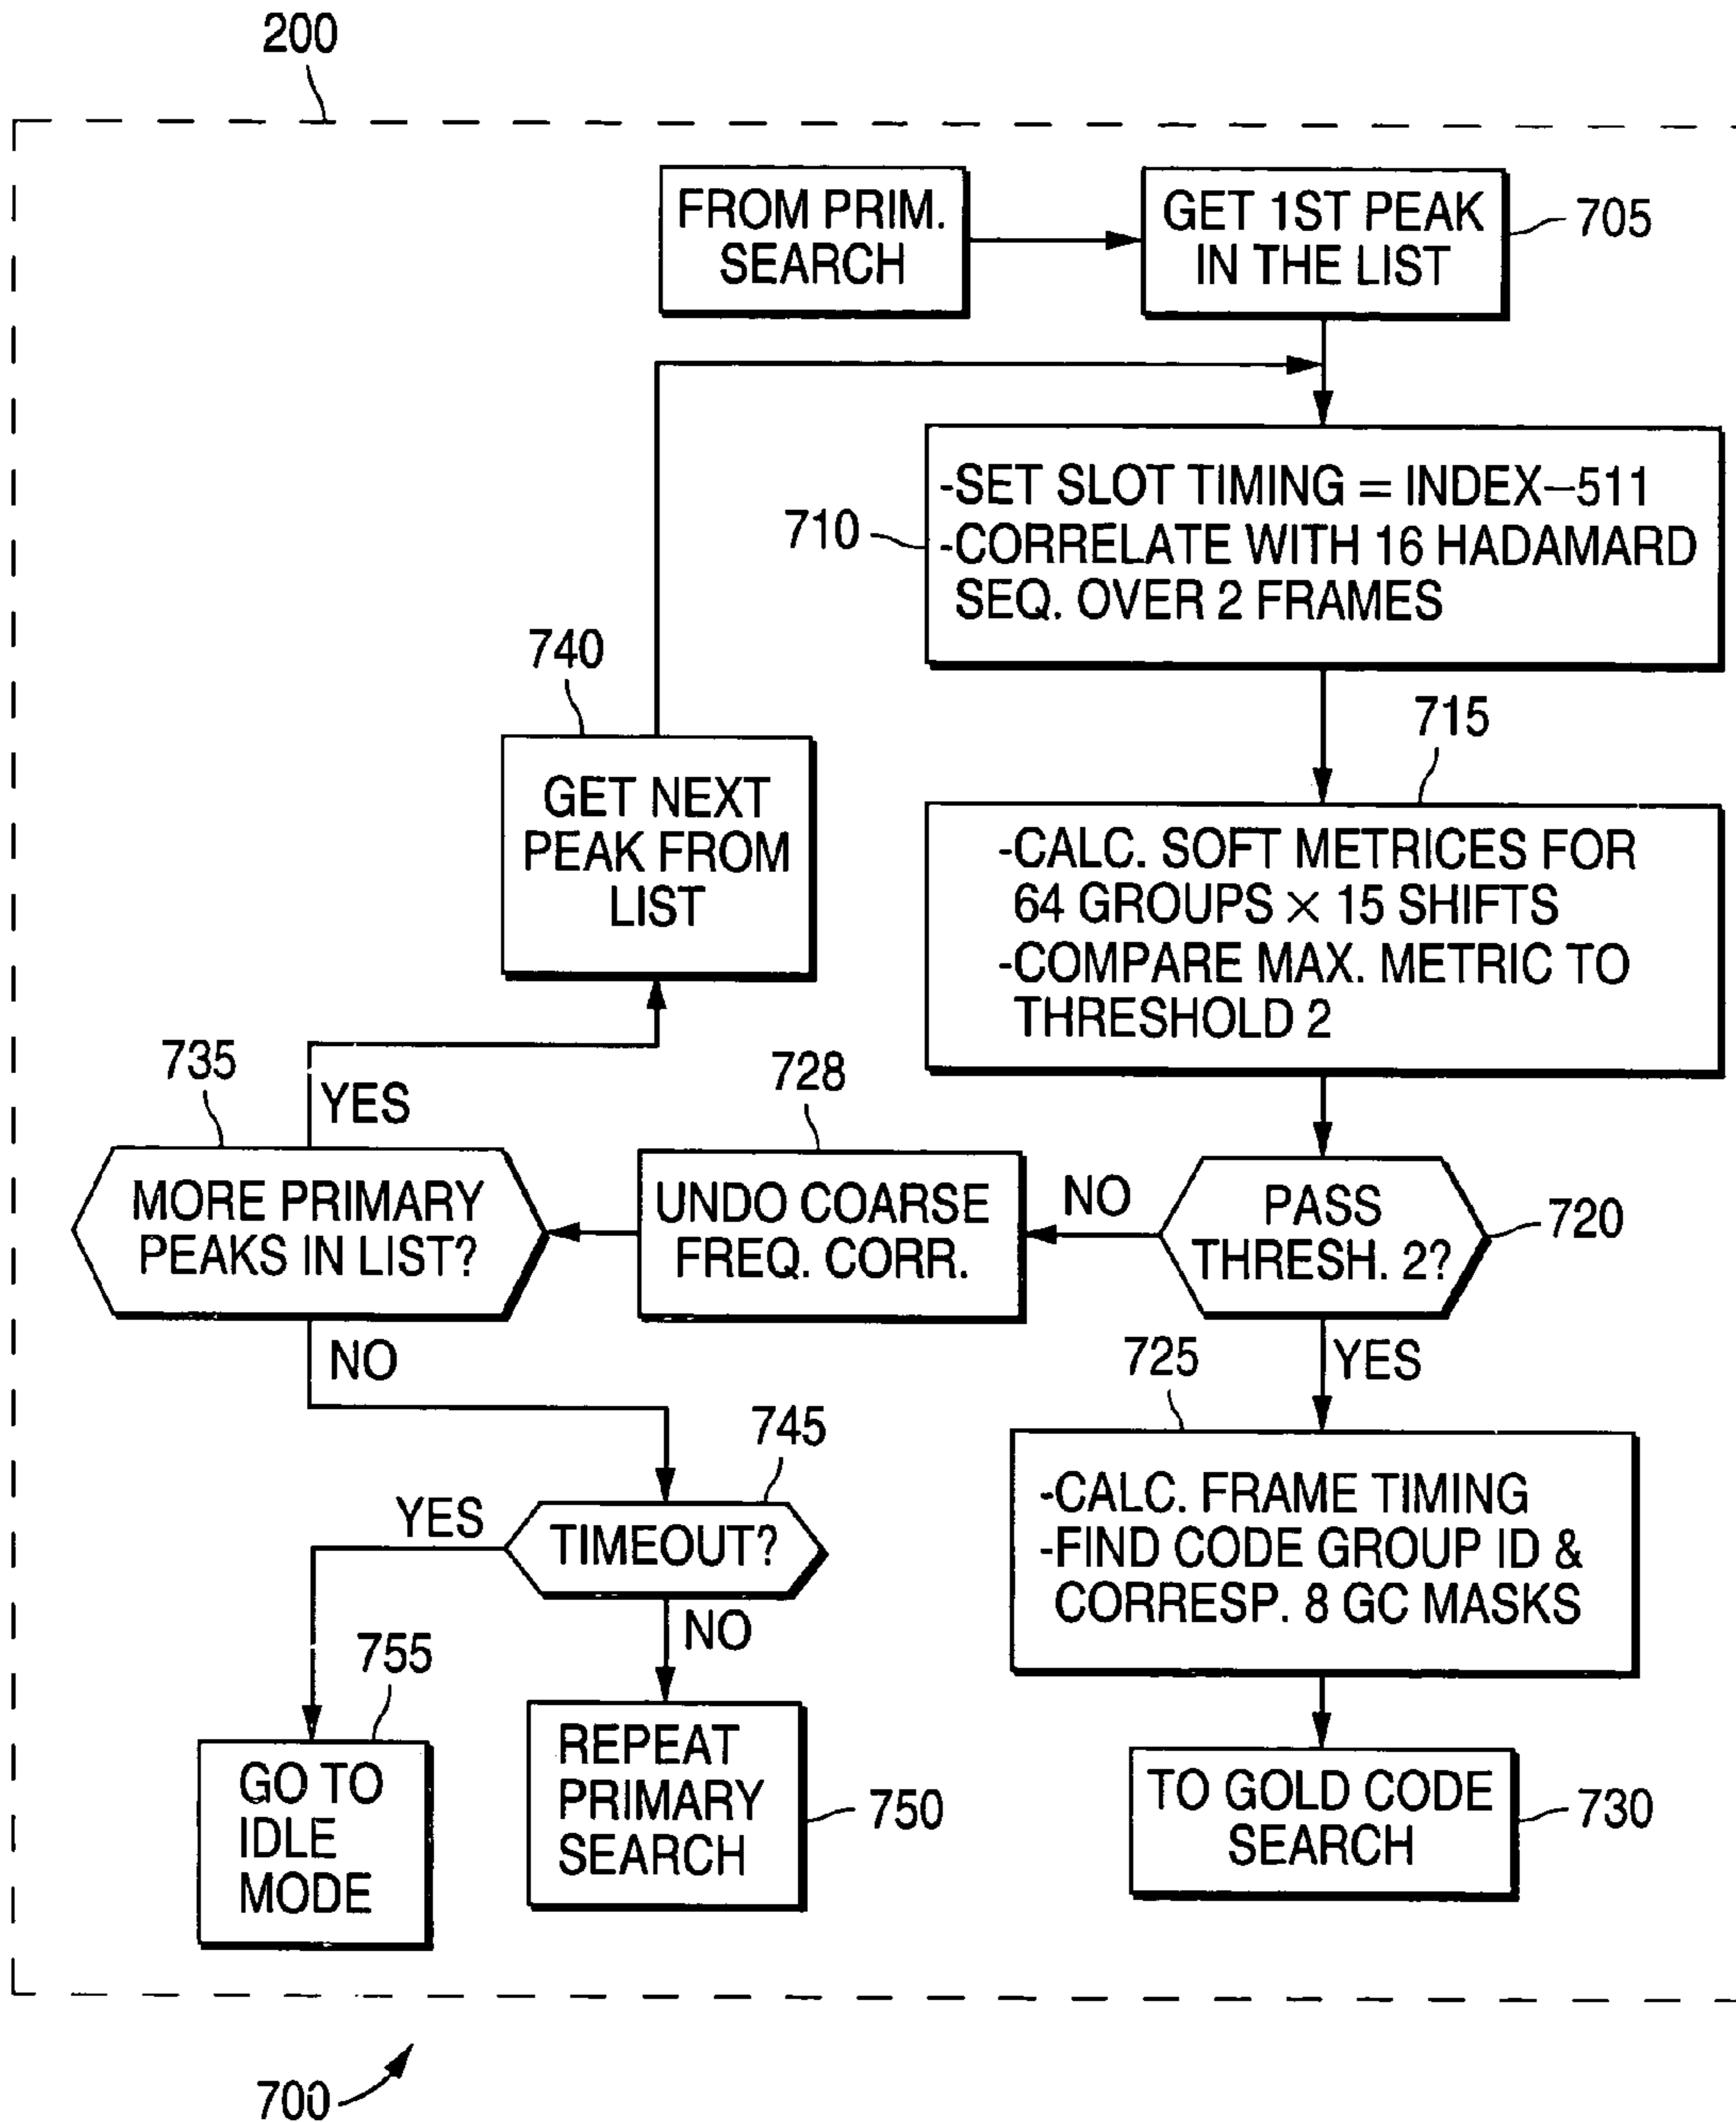 200
FROM PRIM.
SEARCH
GET 1ST PEAK
IN THE LIST
705
-SET SLOT TIMING = INDEX–511
-CORRELATE WITH 16 HADAMARD
SEQ. OVER 2 FRAMES
710
740
GET NEXT
PEAK FROM
LIST
715
-CALC. SOFT METRICES FOR
64 GROUPS × 15 SHIFTS
-COMPARE MAX. METRIC TO
THRESHOLD 2
735
YES
728
MORE PRIMARY
PEAKS IN LIST?
UNDO COARSE
FREQ. CORR.
NO
PASS
THRESH. 2?
720
NO
725
YES
745
YES
TIMEOUT?
-CALC. FRAME TIMING
-FIND CODE GROUP ID &
CORRESP. 8 GC MASKS
NO
755
GO TO
IDLE
MODE
REPEAT
PRIMARY
SEARCH
750
TO GOLD CODE
SEARCH
730
700